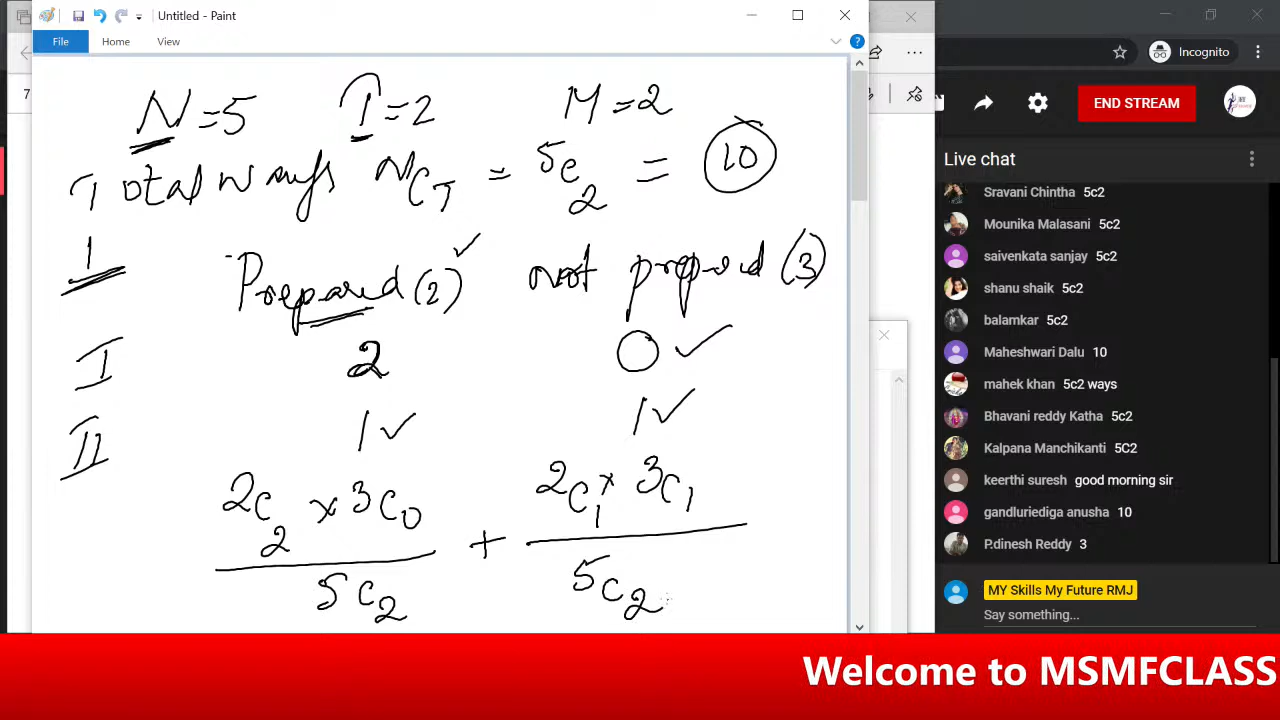 Untitled - Paint
File Home View
N=5 T=2 M=2
Total ways NCT = 5C2 = 10
1 Prepared (2) ✓ not prepared (3)
I 2 0 ✓
II 1 ✓ 1 ✓
2C2 × 3C0 + 2C1 × 3C1
5C2 5C2
7
Incognito
END STREAM
Live chat
Sravani Chintha 5c2
Mounika Malasani 5c2
saivenkata sanjay 5c2
shanu shaik 5c2
balamkar 5c2
Maheshwari Dalu 10
mahek khan 5c2 ways
Bhavani reddy Katha 5c2
Kalpana Manchikanti 5C2
keerthi suresh good morning sir
gandluriediga anusha 10
P.dinesh Reddy 3
MY Skills My Future RMJ
Say something...
Welcome to MSMFCLASS